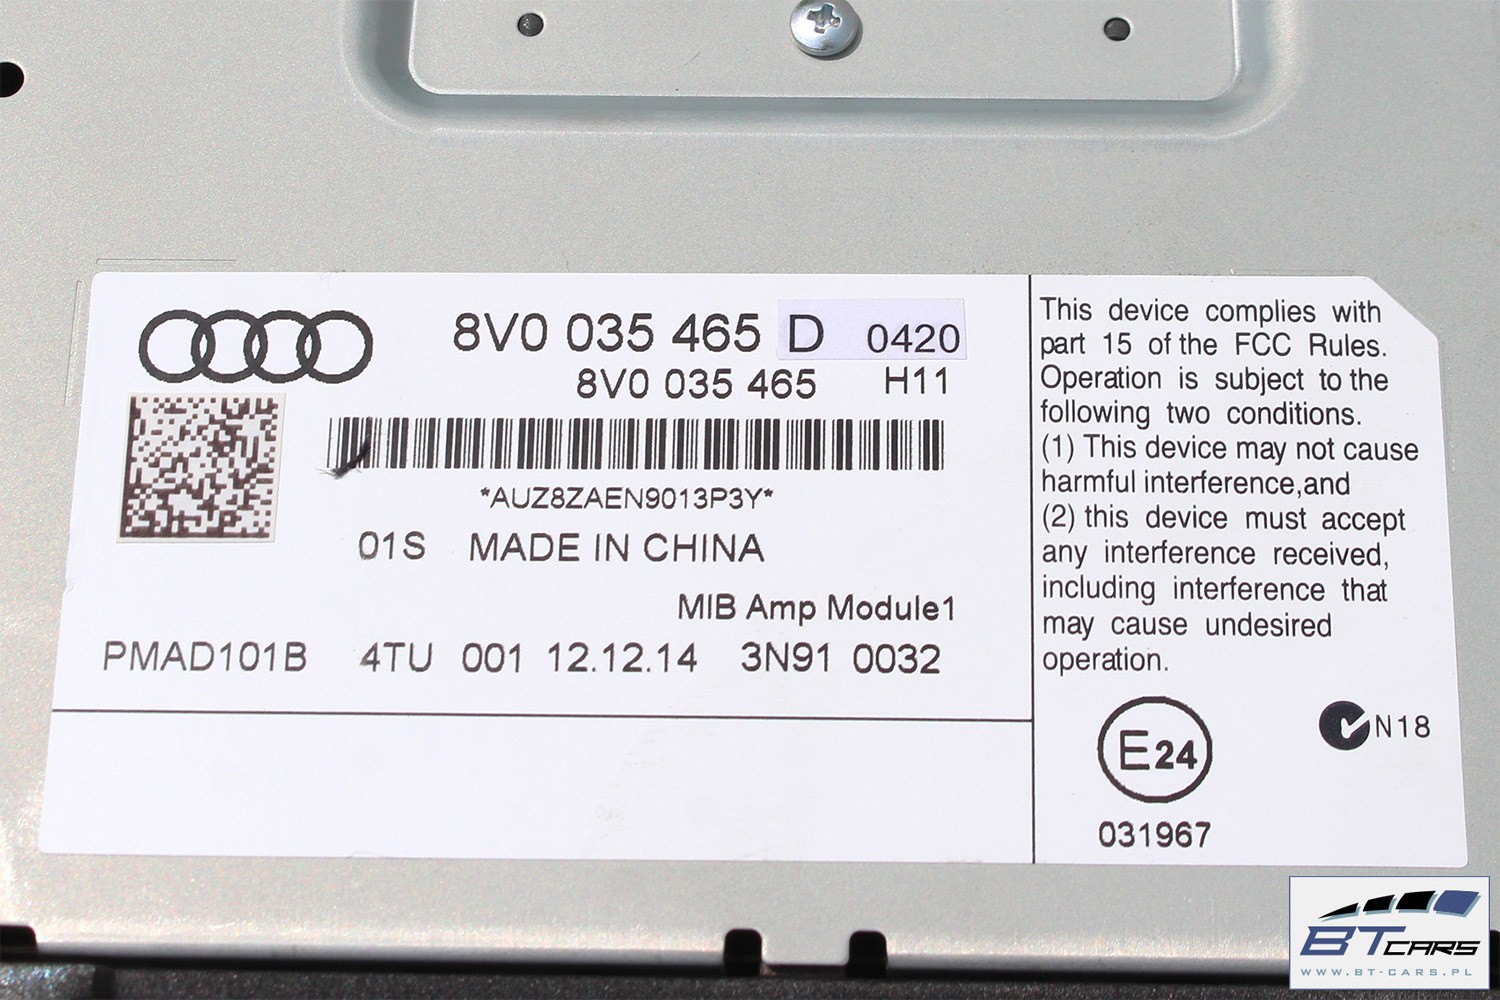 8V0 035 465 D 0420
8V0 035 465 H11
*AUZ8ZAEN9013P3Y*
01S MADE IN CHINA
MIB Amp Module1
PMAD101B 4TU 001 12.12.14 3N91 0032
This device complies with
part 15 of the FCC Rules.
Operation is subject to the
following two conditions.
(1) This device may not cause
harmful interference,and
(2) this device must accept
any interference received,
including interference that
may cause undesired
operation.
E24
N18
031967
BTCARS
WWW.BT-CARS.PL